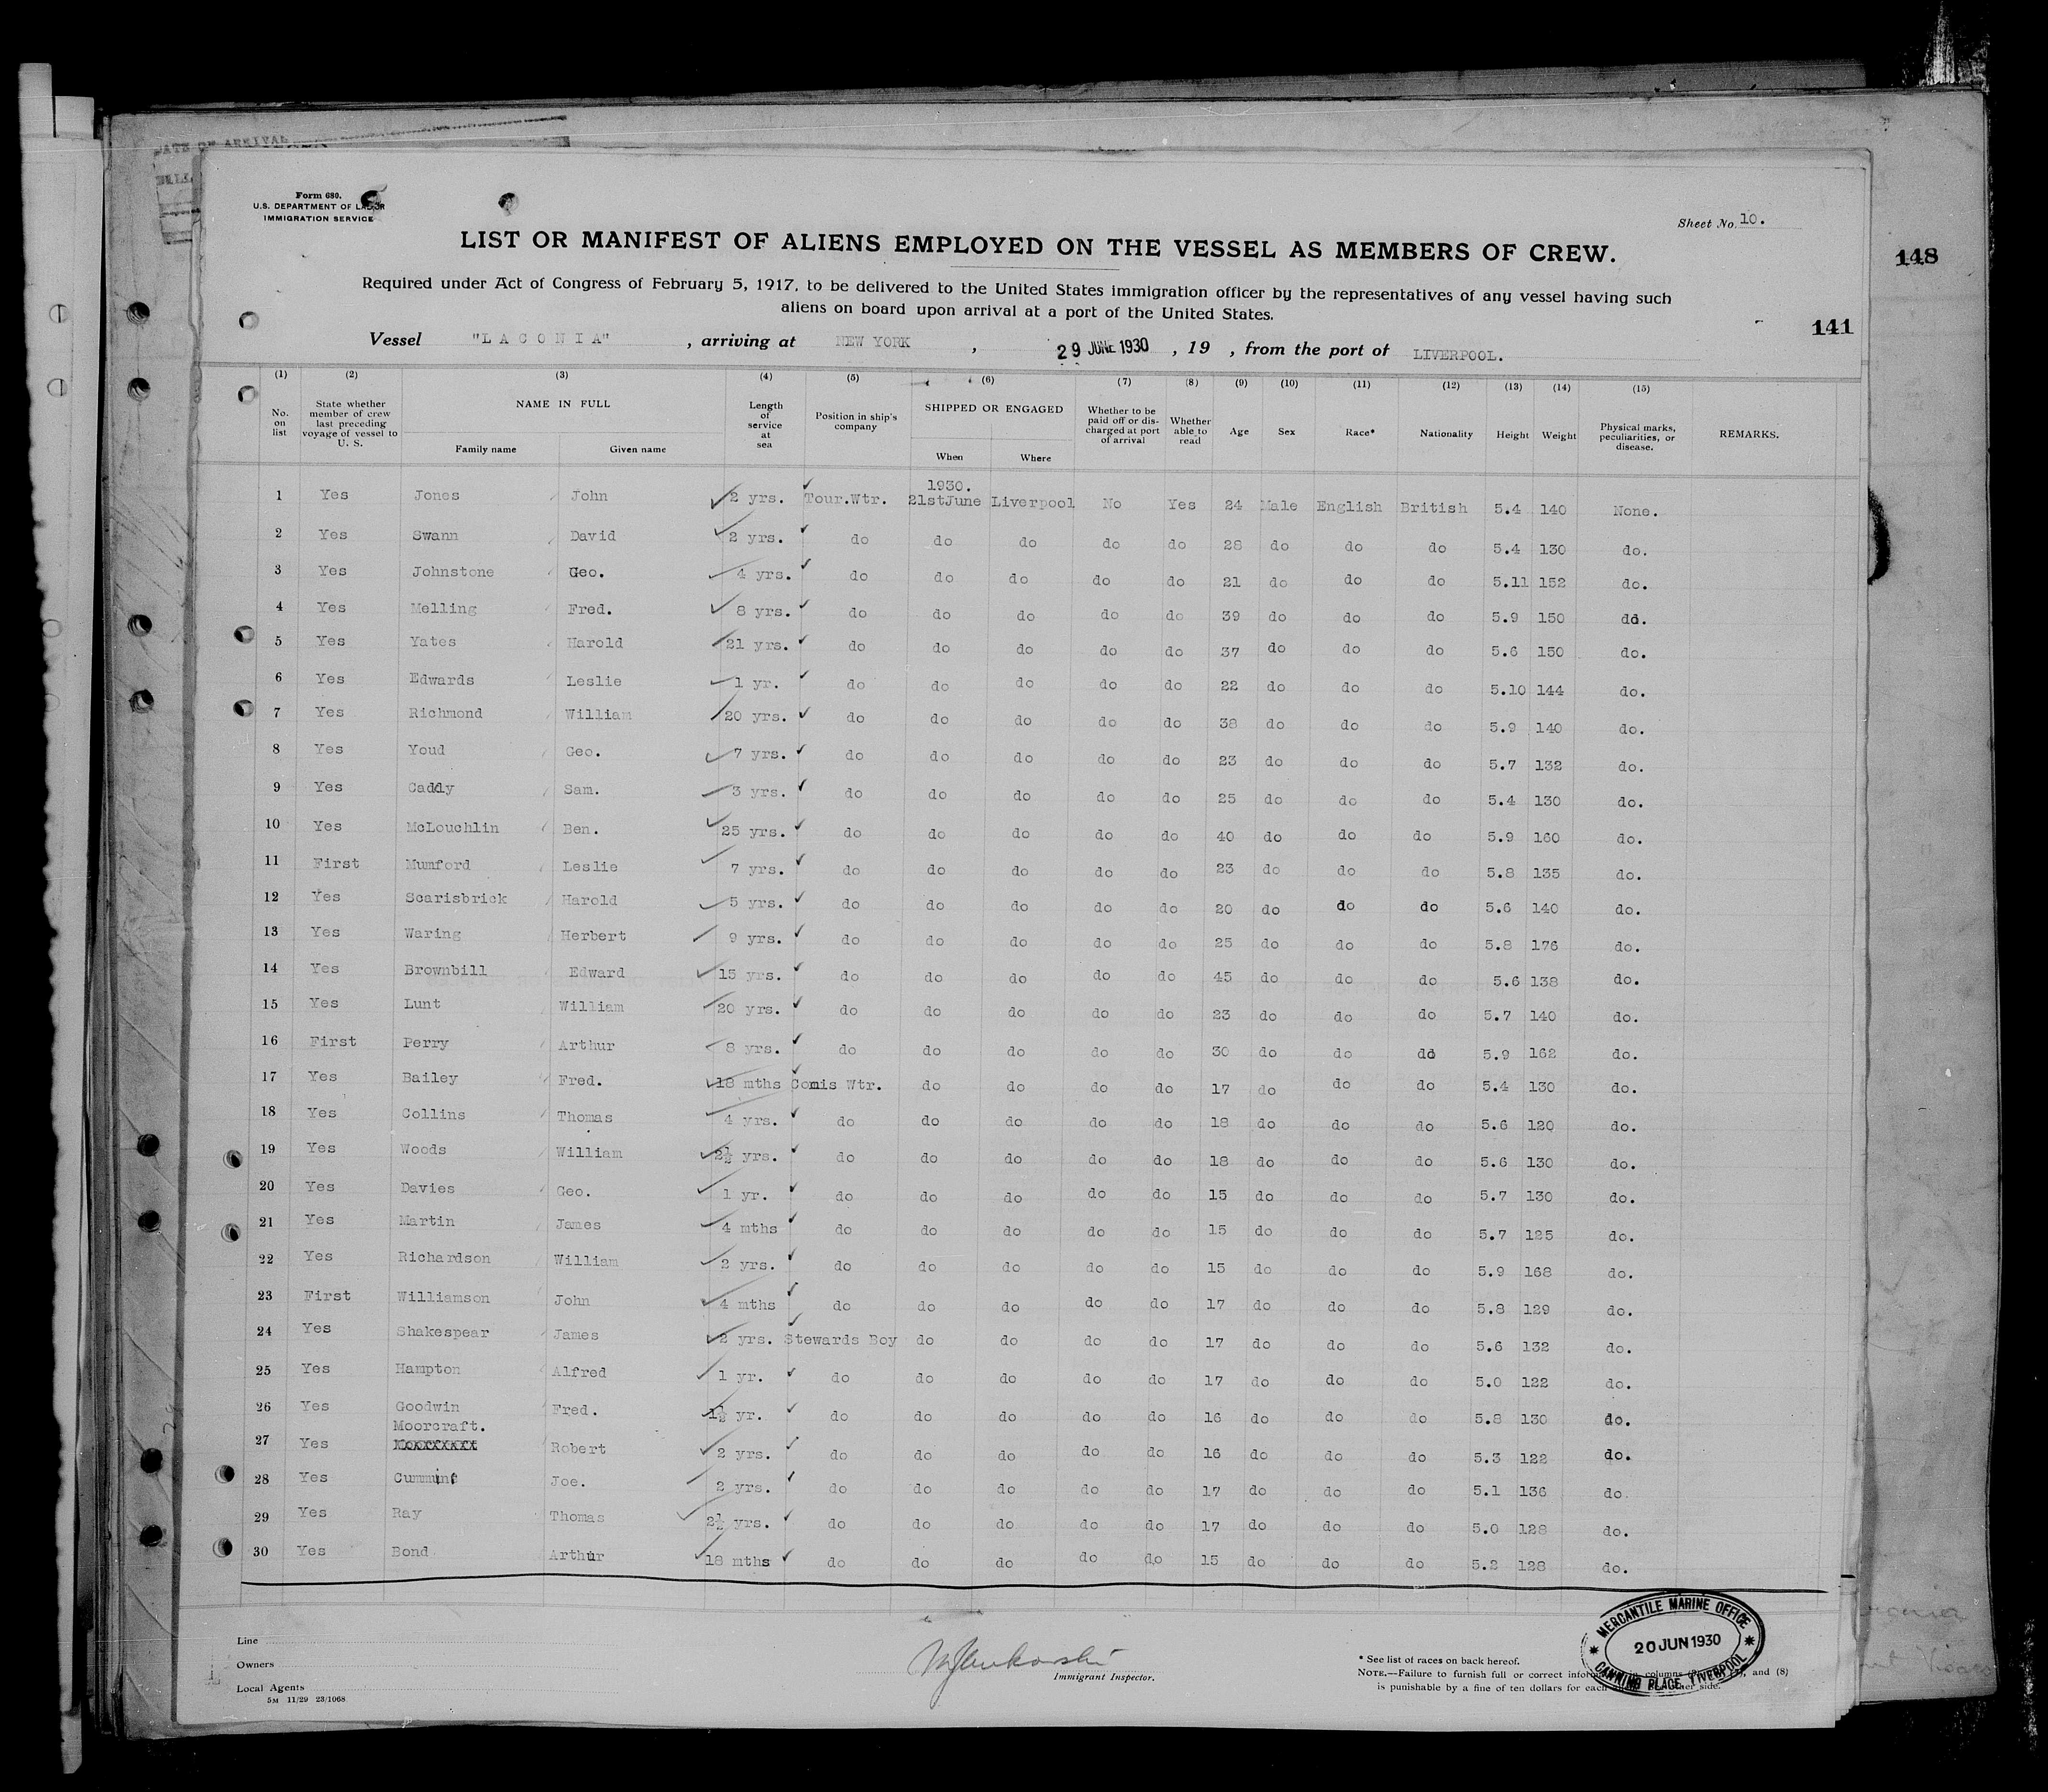 DATE OF ARRIVAL
Form 680.
U.S. DEPARTMENT OF LABOR
IMMIGRATION SERVICE
Sheet No. 10.
LIST OR MANIFEST OF ALIENS EMPLOYED ON THE VESSEL AS MEMBERS OF CREW.
148
Required under Act of Congress of February 5, 1917, to be delivered to the United States immigration officer by the representatives of any vessel having such
aliens on board upon arrival at a port of the United States.
141
Vessel "LACONIA" , arriving at NEW YORK , 29 JUNE 1930 , 19 , from the port of LIVERPOOL.
(1) (2) (3) (4) (5) (6) (7) (8) (9) (10) (11) (12) (13) (14) (15)
No. on list State whether member of crew last preceding voyage of vessel to U. S. NAME IN FULL Family name Given name Length of service at sea Position in ship's company SHIPPED OR ENGAGED When Where Whether to be paid off or discharged at port of arrival Whether able to read Age Sex Race* Nationality Height Weight Physical marks, peculiarities, or disease. REMARKS.
1930.
1 Yes Jones John 2 yrs. Tour.Wtr. 21stJune Liverpool No Yes 24 Male English British 5.4 140 None.
2 Yes Swann David 2 yrs. do do do do do 28 do do do 5.4 130 do.
3 Yes Johnstone Geo. 4 yrs. do do do do do 21 do do do 5.11 152 do.
4 Yes Melling Fred. 8 yrs. do do do do do 39 do do do 5.9 150 dd.
5 Yes Yates Harold 21 yrs. do do do do do 37 do do do 5.6 150 do.
6 Yes Edwards Leslie 1 yr. do do do do do 22 do do do 5.10 144 do.
7 Yes Richmond William 20 yrs. do do do do do 38 do do do 5.9 140 do.
8 Yes Youd Geo. 7 yrs. do do do do do 23 do do do 5.7 132 do.
9 Yes Caddy Sam. 3 yrs. do do do do do 25 do do do 5.4 130 do.
10 Yes McLouchlin Ben. 25 yrs. do do do do do 40 do do do 5.9 160 do.
11 First Mumford Leslie 7 yrs. do do do do do 23 do do do 5.8 135 do.
12 Yes Scarisbrick Harold 5 yrs. do do do do do 20 do do do 5.6 140 do.
13 Yes Waring Herbert 9 yrs. do do do do do 25 do do do 5.8 176 do.
14 Yes Brownbill Edward 15 yrs. do do do do do 45 do do do 5.6 138 do.
15 Yes Lunt William 20 yrs. do do do do do 23 do do do 5.7 140 do.
16 First Perry Arthur 8 yrs. do do do do do 30 do do dd 5.9 162 do.
17 Yes Bailey Fred. 18 mths Comis Wtr. do do do do 17 do do do 5.4 130 do.
18 Yes Collins Thomas 4 yrs. do do do do do 18 do do do 5.6 120 do.
19 Yes Woods William 2½ yrs. do do do do do 18 do do do 5.6 130 do.
20 Yes Davies Geo. 1 yr. do do do do do 15 do do do 5.7 130 do.
21 Yes Martin James 4 mths do do do do do 15 do do do 5.7 125 do.
22 Yes Richardson William 2 yrs. do do do do do 15 do do do 5.9 168 do.
23 First Williamson John 4 mths do do do do do 17 do do do 5.8 129 do.
24 Yes Shakespear James 2 yrs. Stewards Boy do do do do 17 do do do 5.6 132 do.
25 Yes Hampton Alfred 1 yr. do do do do do 17 do do do 5.0 122 do.
26 Yes Goodwin Fred. 1½ yr. do do do do do 16 do do do 5.8 130 do.
Moorcraft.
27 Yes Robert 2 yrs. do do do do do 16 do do do 5.3 122 do.
28 Yes Joe. 2 yrs. do do do do do 17 do do do 5.1 136 do
29 Yes Ray Thomas 2½ yrs. do do do do do 17 do do do 5.0 128 do.
30 Yes Bond Arthur 18 mths do do do do do 15 do do do 5.2 128 do.
Line
Owners
Local Agents
5M 11/29 23/1068
Immigrant Inspector.
* See list of races on back hereof.
NOTE.—Failure to furnish full or correct columns and (8)
is punishable by a fine of ten dollars for each side.
MERCANTILE MARINE OFFICE
20 JUN 1930
CANNING PLACE LIVERPOOL